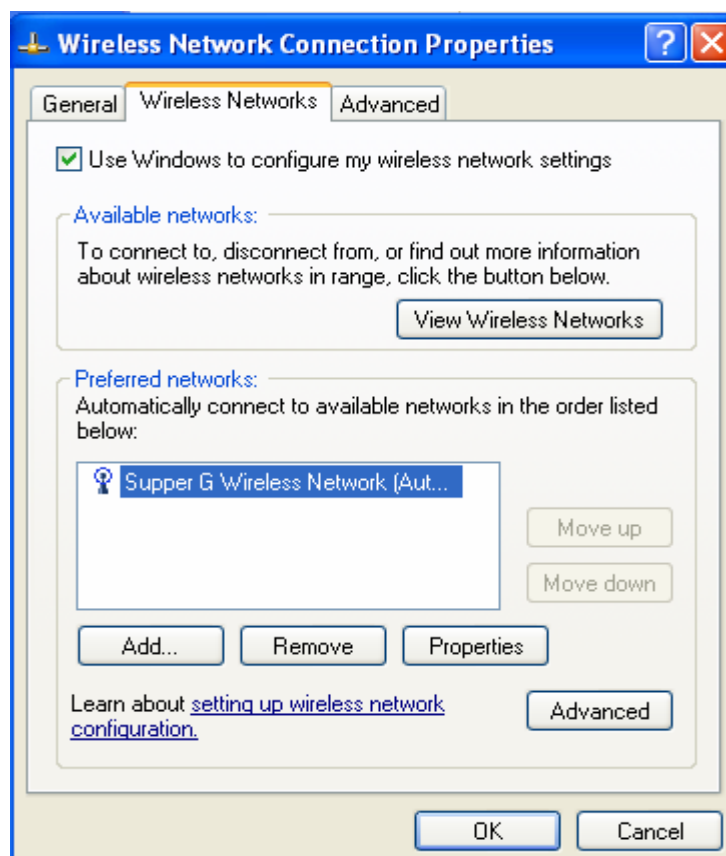 Wireless Network Connection Properties
General Wireless Networks Advanced
Use Windows to configure my wireless network settings
Available networks:
To connect to, disconnect from, or find out more information
about wireless networks in range, click the button below.
View Wireless Networks
Preferred networks:
Automatically connect to available networks in the order listed
below:
Supper G Wireless Network (Aut...
Move up
Move down
Add... Remove Properties
Learn about setting up wireless network
configuration.
Advanced
OK Cancel